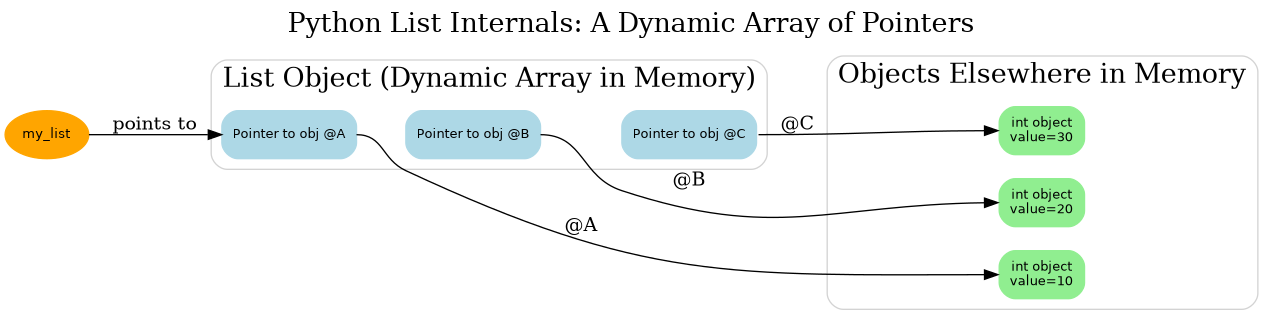 Python List Internals: A Dynamic Array of Pointers
List Object (Dynamic Array in Memory)
Objects Elsewhere in Memory
my_list
points to
Pointer to obj @A
Pointer to obj @B
Pointer to obj @C
@C
int object
value=30
@B
int object
value=20
@A
int object
value=10